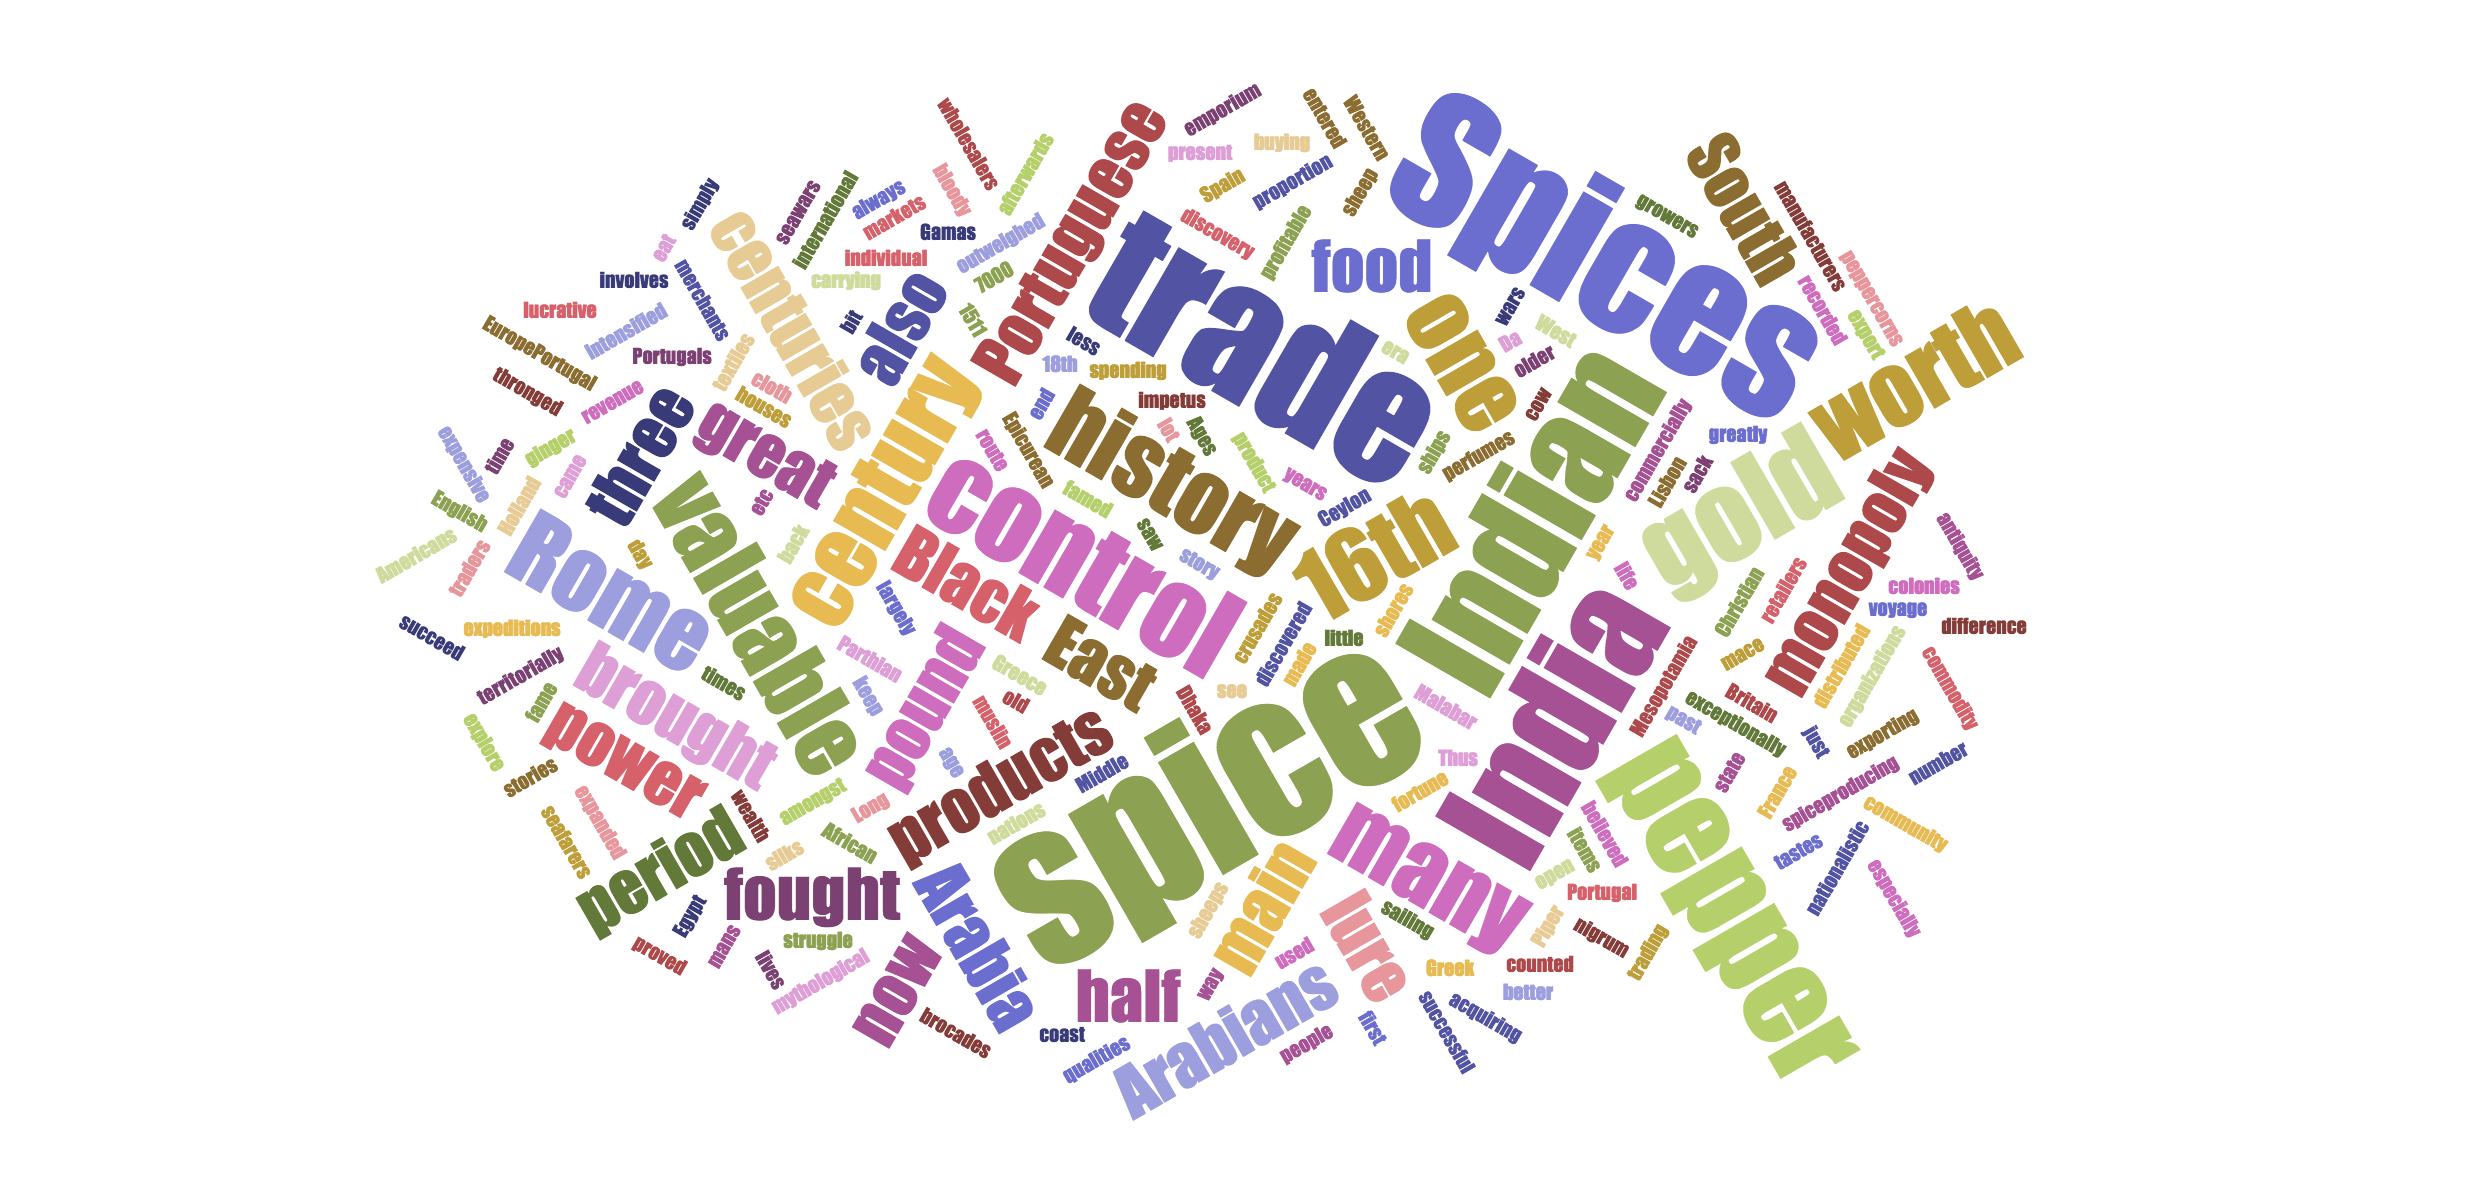 wholesalers
emporium
entered
Western
Spices
South
present
buying
afterwards
Portuguese
simply
seawars
International
always
bloody
markets
Spain
proportion
sheep
growers
manufacturers
centuries
Gamas
outweighed
discovery
profitable
food
trade
eat
involves
merchants
individual
carrying
also
7000
peppercorns
recorded
export
lucrative
Intensified
bit
1511
less
one
wars
Da
West
older
era
worth
EuropePortugal
Portugals
textiles
18th
spending
thronged
revenue
cloth
houses
end
impetus
cow
three
great
century
history
Indian
greatly
expensive
time
ginger
came
etc
route
Epicurean
lot
Ages
product
years
ships
perfumes
commercially
Lisbon
sack
gold
monopoly
English
Holland
valuable
control
famed
Ceylon
16th
Americans
traders
Rome
day
back
Black
saw
story
year
life
antiquity
largely
East
crusades
discovered
shores
Christian
retailers
colonies
voyage
succeed
expeditions
made
little
India
difference
territorially
brought
times
Parthian
keep
pound
Greece
see
Malabar
Mesopotamia
mace
distributed
organizations
commodity
fame
power
muslin
old
Dhaka
spice
past
Britain
exceptionally
explore
stories
age
products
Middle
Thus
just
exporting
pepper
state
France
spiceproducing
number
seafarers
expanded
period
wealth
amongst
Long
nations
fortune
many
believed
items
community
silks
African
tastes
nationalistic
fought
Arabia
main
sheeps
lure
open
Portugal
especially
Egypt
proved
mans
struggle
lives
mythological
now
half
way
used
sailing
Greek
Piper
nigrum
counted
trading
better
brocades
coast
qualities
Arabians
people
first
successful
acquiring